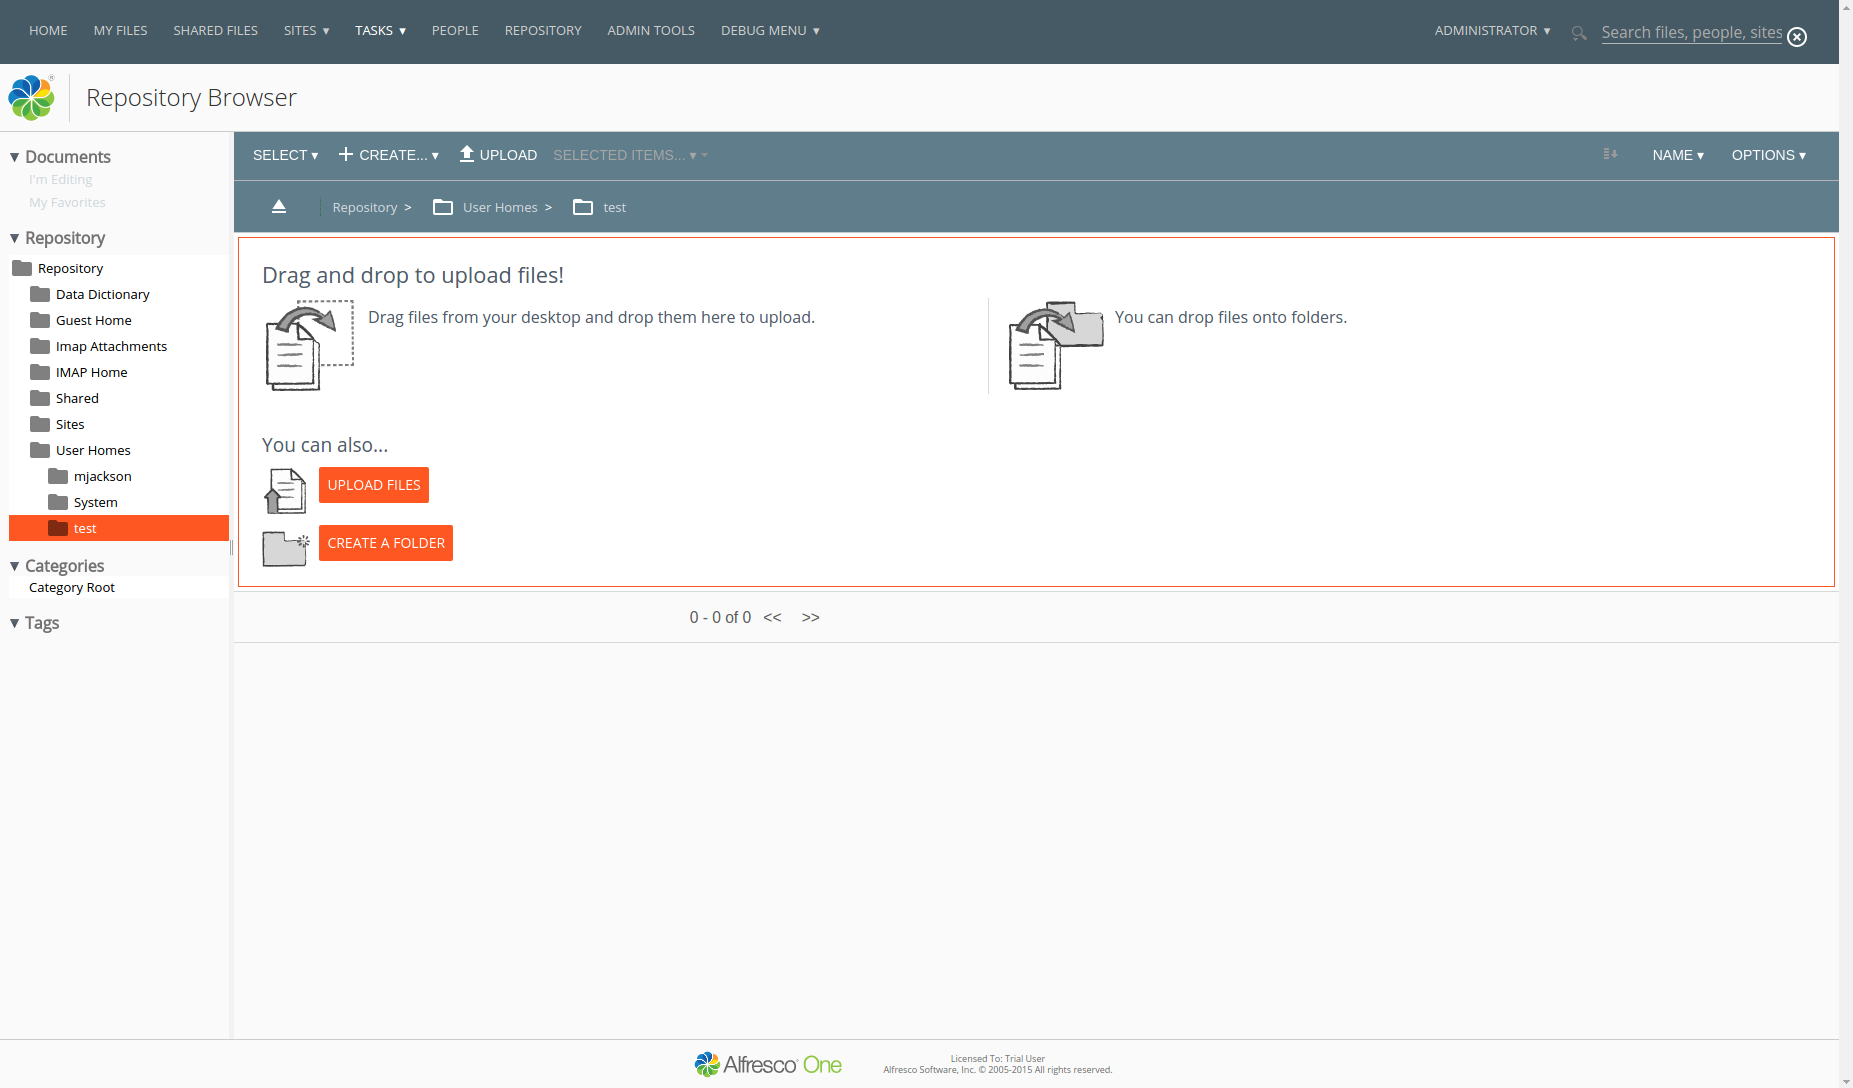 HOME MY FILES SHARED FILES SITES ▾ TASKS ▾ PEOPLE REPOSITORY ADMIN TOOLS DEBUG MENU ▾ ADMINISTRATOR ▾ Search files, people, sites
Repository Browser
▼ Documents
I'm Editing
My Favorites
▼ Repository
Repository
Data Dictionary
Guest Home
Imap Attachments
IMAP Home
Shared
Sites
User Homes
mjackson
System
test
▼ Categories
Category Root
▼ Tags
SELECT ▾ CREATE... ▾ UPLOAD SELECTED ITEMS... ▾ NAME ▾ OPTIONS ▾
Repository > User Homes > test
Drag and drop to upload files!
Drag files from your desktop and drop them here to upload.
You can drop files onto folders.
You can also...
UPLOAD FILES
CREATE A FOLDER
0 - 0 of 0 << >>
Alfresco® One
Licensed To: Trial User
Alfresco Software, Inc. © 2005-2015 All rights reserved.